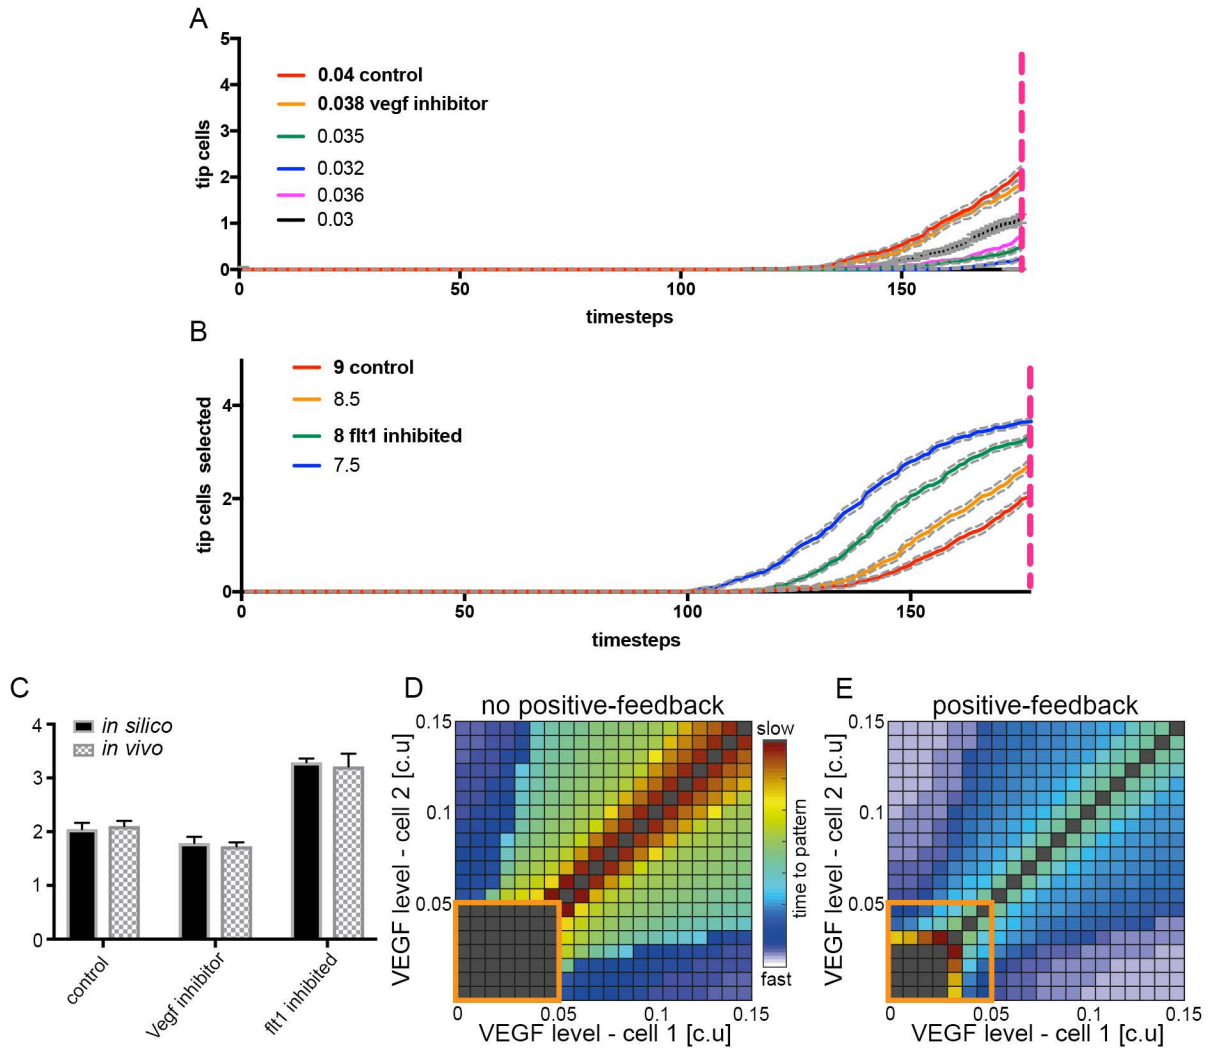 A
5
4
3
2
1
0
tip cells
0.04 control
0.038 vegf inhibitor
0.035
0.032
0.036
0.03
0
50
100
150
timesteps
B
4
2
0
tip cells selected
9 control
8.5
8 flt1 inhibited
7.5
0
50
100
150
timesteps
C
4
3
2
1
0
in silico
in vivo
control
Vegf inhibitor
flt1 inhibited
D
no positive-feedback
0.15
0.1
0.05
VEGF level - cell 2 [c.u]
0
0.05
0.1
0.15
VEGF level - cell 1 [c.u]
slow
time to pattern
fast
E
positive-feedback
0.15
0.1
0.05
VEGF level - cell 2 [c.u]
0
0.05
0.1
0.15
VEGF level - cell 1 [c.u]